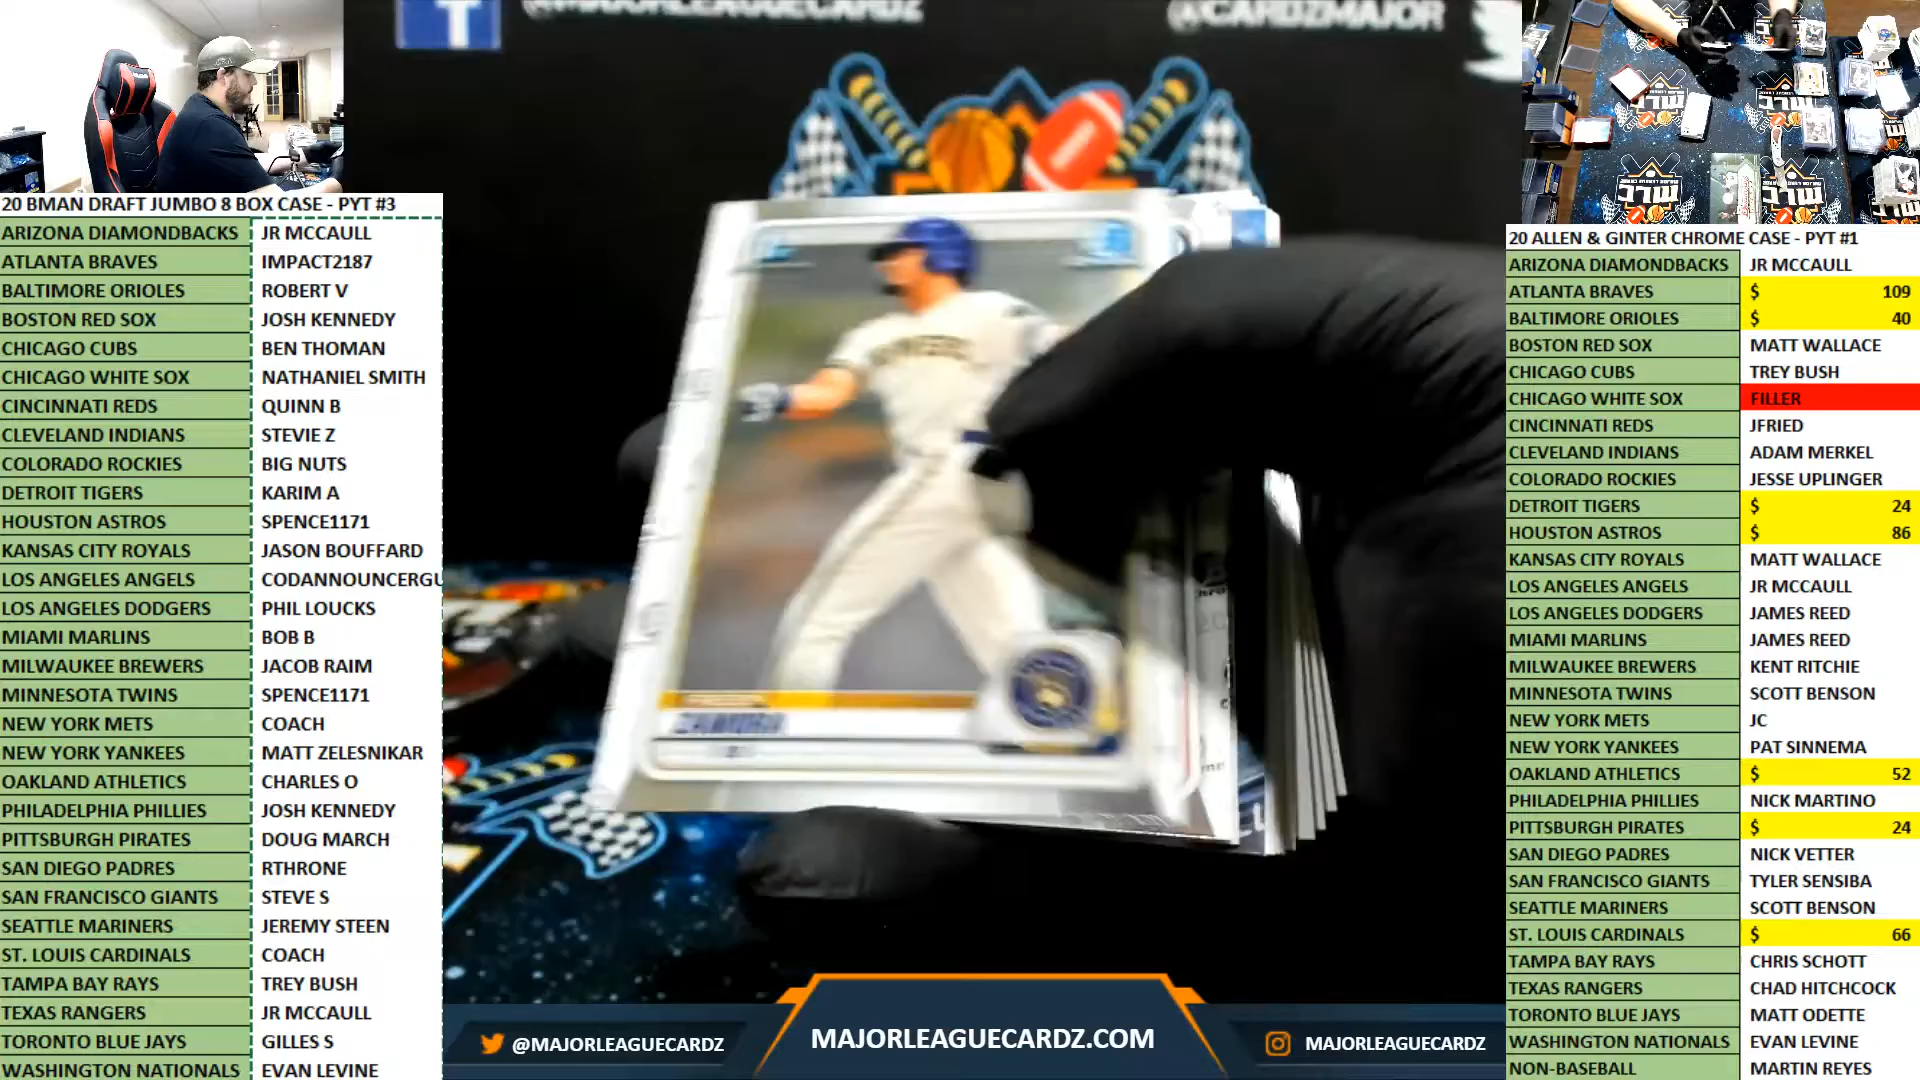 @MAJORLEAGUECARDZ
@CARDZMAJOR
20 BMAN DRAFT JUMBO 8 BOX CASE - PYT #3
ARIZONA DIAMONDBACKS JR MCCAULL
ATLANTA BRAVES IMPACT2187
BALTIMORE ORIOLES ROBERT V
BOSTON RED SOX JOSH KENNEDY
CHICAGO CUBS BEN THOMAN
CHICAGO WHITE SOX NATHANIEL SMITH
CINCINNATI REDS QUINN B
CLEVELAND INDIANS STEVIE Z
COLORADO ROCKIES BIG NUTS
DETROIT TIGERS KARIM A
HOUSTON ASTROS SPENCE1171
KANSAS CITY ROYALS JASON BOUFFARD
LOS ANGELES ANGELS CODANNOUNCERGU
LOS ANGELES DODGERS PHIL LOUCKS
MIAMI MARLINS BOB B
MILWAUKEE BREWERS JACOB RAIM
MINNESOTA TWINS SPENCE1171
NEW YORK METS COACH
NEW YORK YANKEES MATT ZELESNIKAR
OAKLAND ATHLETICS CHARLES O
PHILADELPHIA PHILLIES JOSH KENNEDY
PITTSBURGH PIRATES DOUG MARCH
SAN DIEGO PADRES RTHRONE
SAN FRANCISCO GIANTS STEVE S
SEATTLE MARINERS JEREMY STEEN
ST. LOUIS CARDINALS COACH
TAMPA BAY RAYS TREY BUSH
TEXAS RANGERS JR MCCAULL
TORONTO BLUE JAYS GILLES S
WASHINGTON NATIONALS EVAN LEVINE
20 ALLEN & GINTER CHROME CASE - PYT #1
ARIZONA DIAMONDBACKS JR MCCAULL
ATLANTA BRAVES $ 109
BALTIMORE ORIOLES $ 40
BOSTON RED SOX MATT WALLACE
CHICAGO CUBS TREY BUSH
CHICAGO WHITE SOX FILLER
CINCINNATI REDS JFRIED
CLEVELAND INDIANS ADAM MERKEL
COLORADO ROCKIES JESSE UPLINGER
DETROIT TIGERS $ 24
HOUSTON ASTROS $ 86
KANSAS CITY ROYALS MATT WALLACE
LOS ANGELES ANGELS JR MCCAULL
LOS ANGELES DODGERS JAMES REED
MIAMI MARLINS JAMES REED
MILWAUKEE BREWERS KENT RITCHIE
MINNESOTA TWINS SCOTT BENSON
NEW YORK METS JC
NEW YORK YANKEES PAT SINNEMA
OAKLAND ATHLETICS $ 52
PHILADELPHIA PHILLIES NICK MARTINO
PITTSBURGH PIRATES $ 24
SAN DIEGO PADRES NICK VETTER
SAN FRANCISCO GIANTS TYLER SENSIBA
SEATTLE MARINERS SCOTT BENSON
ST. LOUIS CARDINALS $ 66
TAMPA BAY RAYS CHRIS SCHOTT
TEXAS RANGERS CHAD HITCHCOCK
TORONTO BLUE JAYS MATT ODETTE
WASHINGTON NATIONALS EVAN LEVINE
NON-BASEBALL MARTIN REYES
@MAJORLEAGUECARDZ
MAJORLEAGUECARDZ.COM
MAJORLEAGUECARDZ